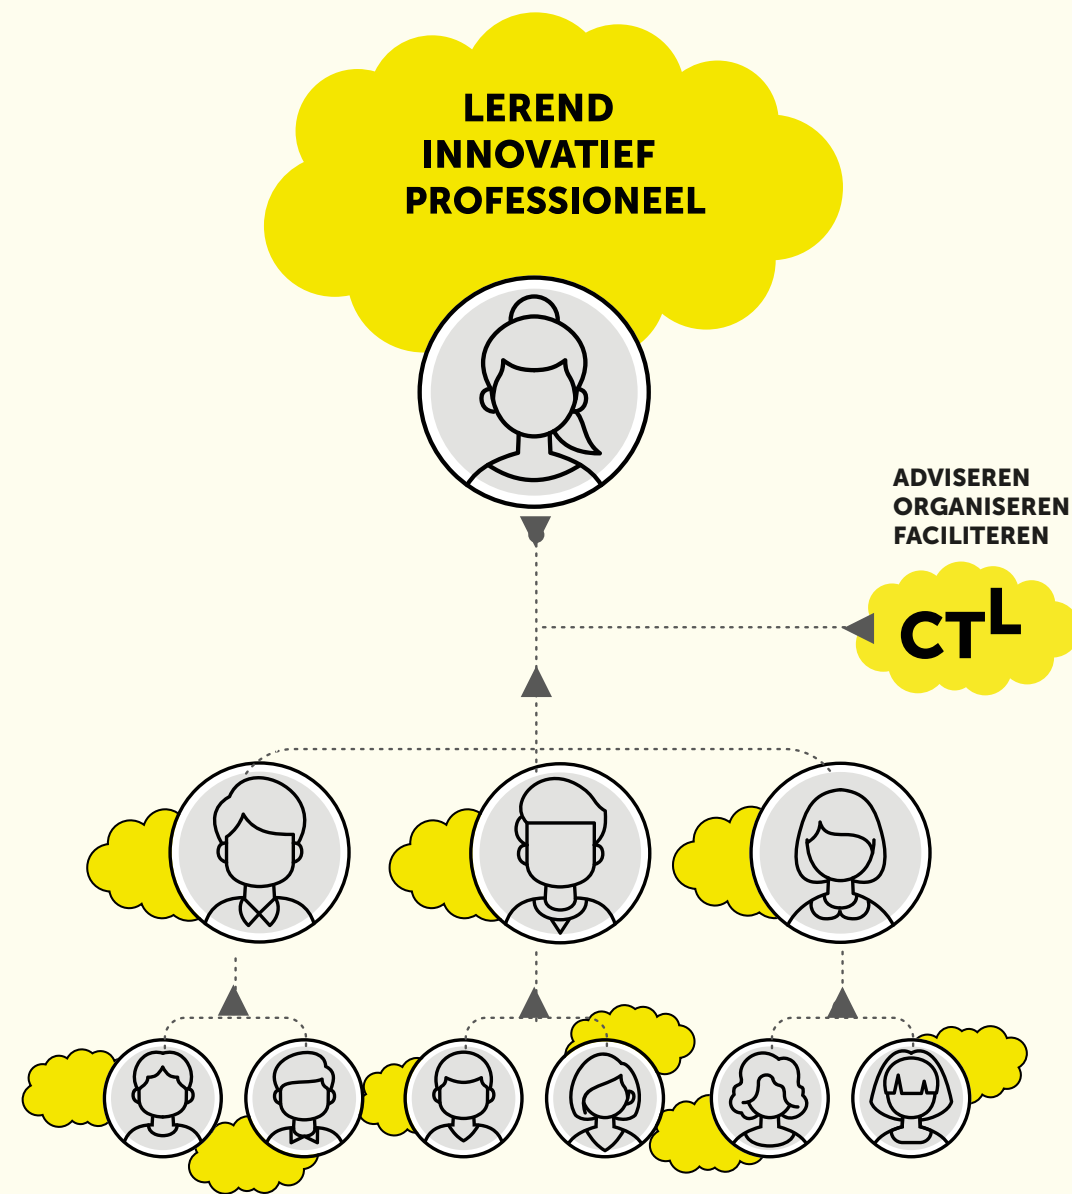 LEREND
INNOVATIEF
PROFESSIONEEL
ADVISEREN
ORGANISEREN
FACILITEREN
CTL